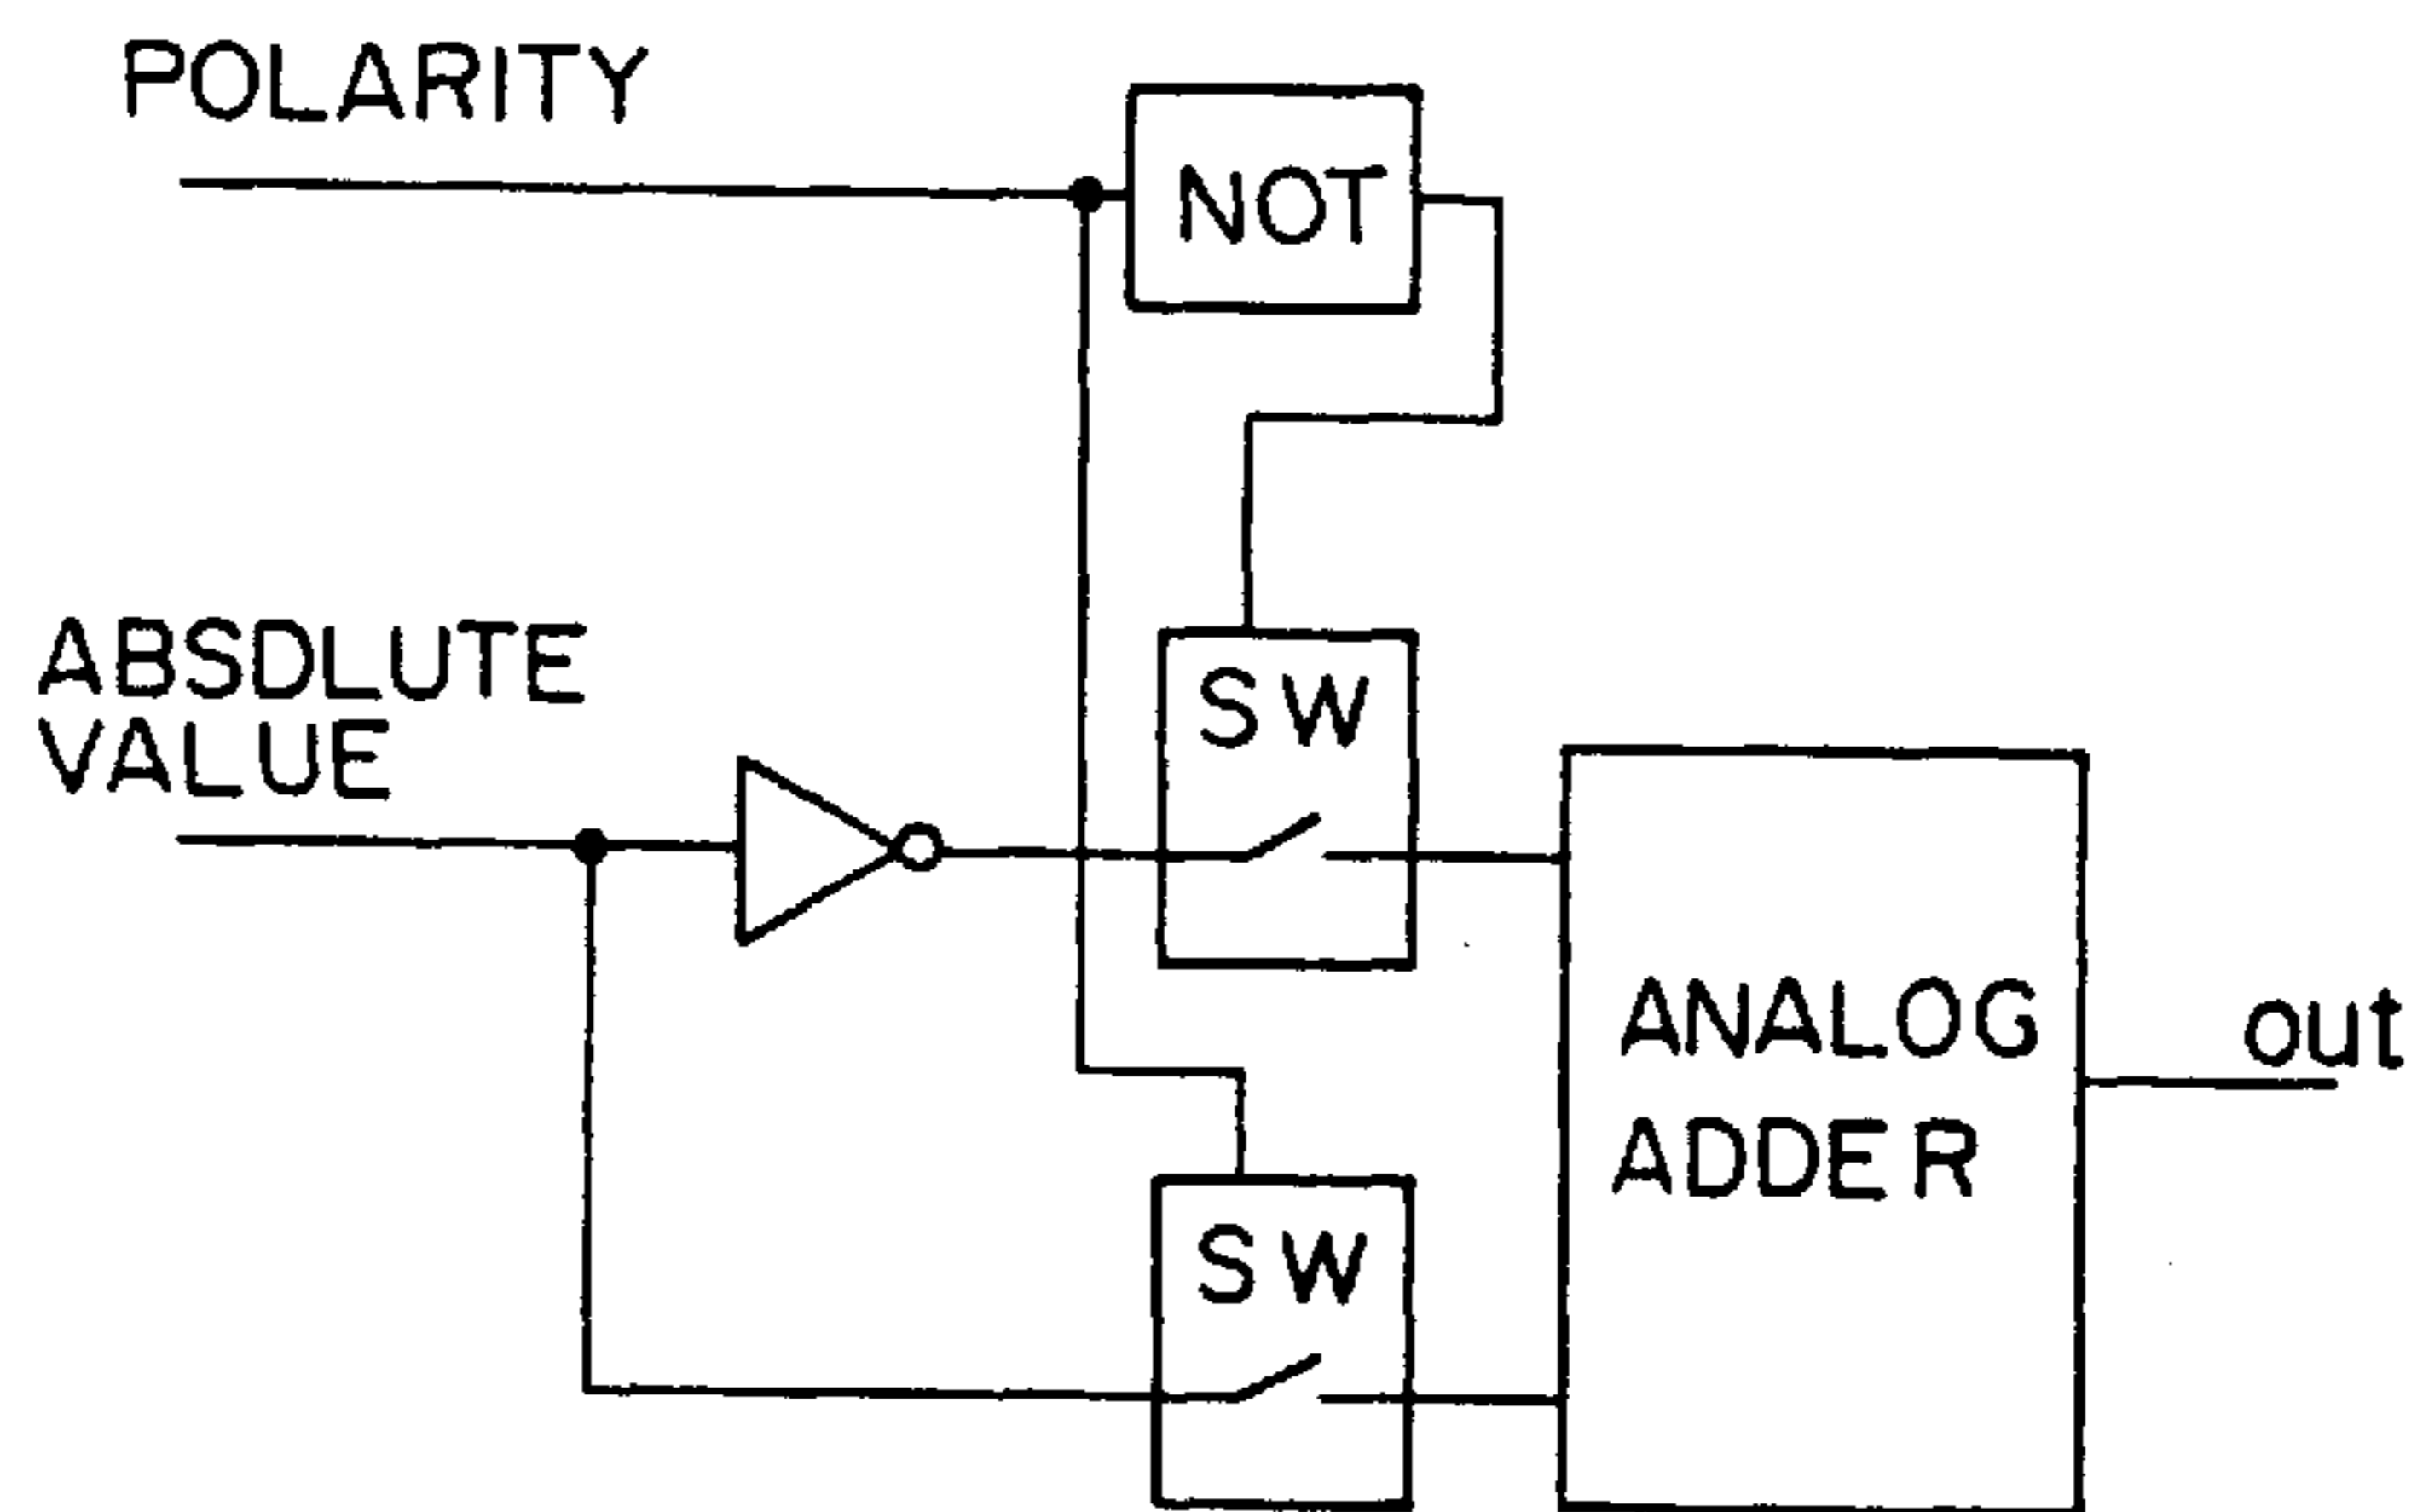 POLARITY
NOT
ABSDLUTE
VALUE
SW
ANALOG
ADDER
out
SW